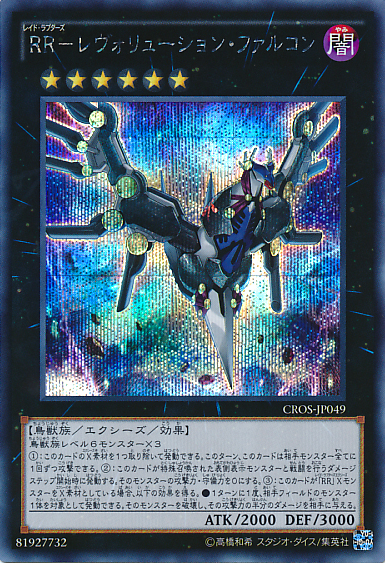 レイド・ラプターズ
RR－レヴォリューション・ファルコン
闇
やみ
CROS-JP049
【鳥獣族／エクシーズ／効果】
鳥獣族レベル６モンスター×３
①：このカードのX素材を1つ取り除いて発動できる。このターン、このカードは相手モンスター全てに
1回ずつ攻撃できる。②：このカードが特殊召喚された表側表示モンスターと戦闘を行うダメージ
ステップ開始時に発動する。そのモンスターの攻撃力・守備力を０にする。③：このカードが「RR」X
モンスターをX素材としている場合、以下の効果を得る。●1ターンに1度、相手フィールドのモンスター
1体を対象として発動できる。そのモンスターを破壊し、その攻撃力の半分のダメージを相手に与える。
ATK/2000 DEF/3000
81927732
©高橋和希 スタジオ・ダイス/集英社